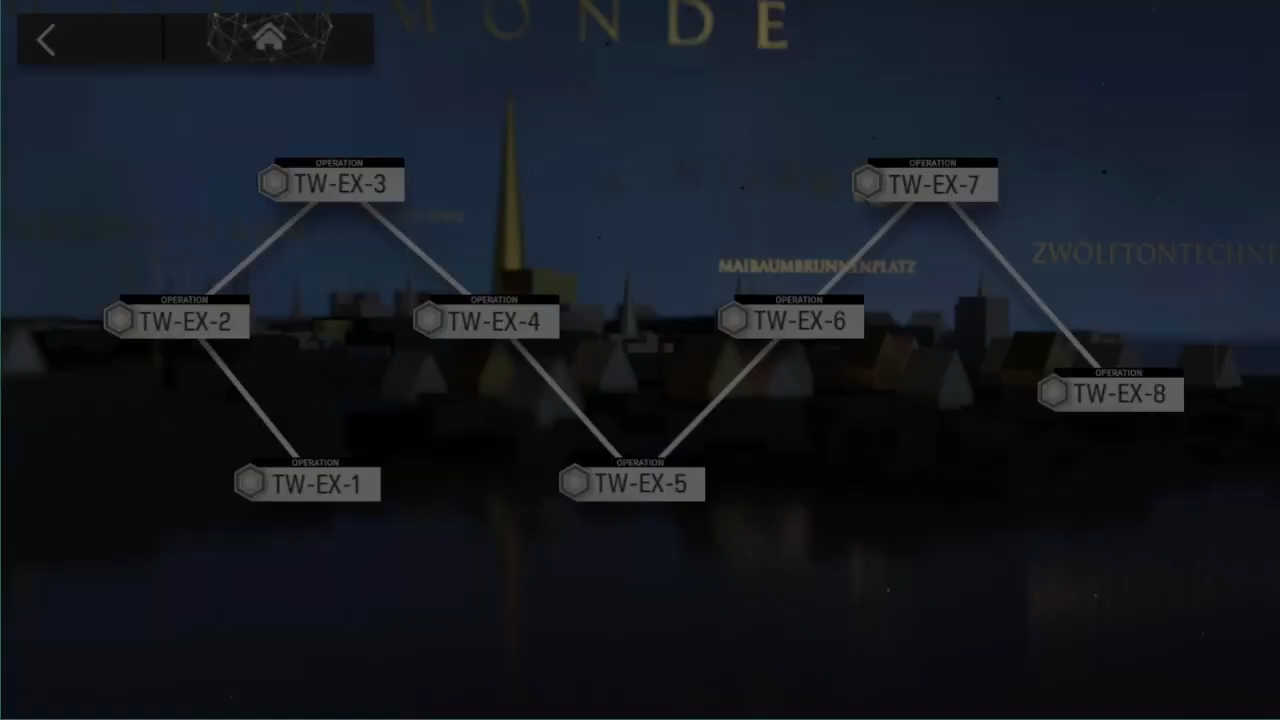 MONDE
OPERATION
TW-EX-3
OPERATION
TW-EX-7
MAIBAUMBRUNNENPLATZ
OPERATION
TW-EX-2
OPERATION
TW-EX-4
OPERATION
TW-EX-6
OPERATION
TW-EX-8
OPERATION
TW-EX-1
OPERATION
TW-EX-5